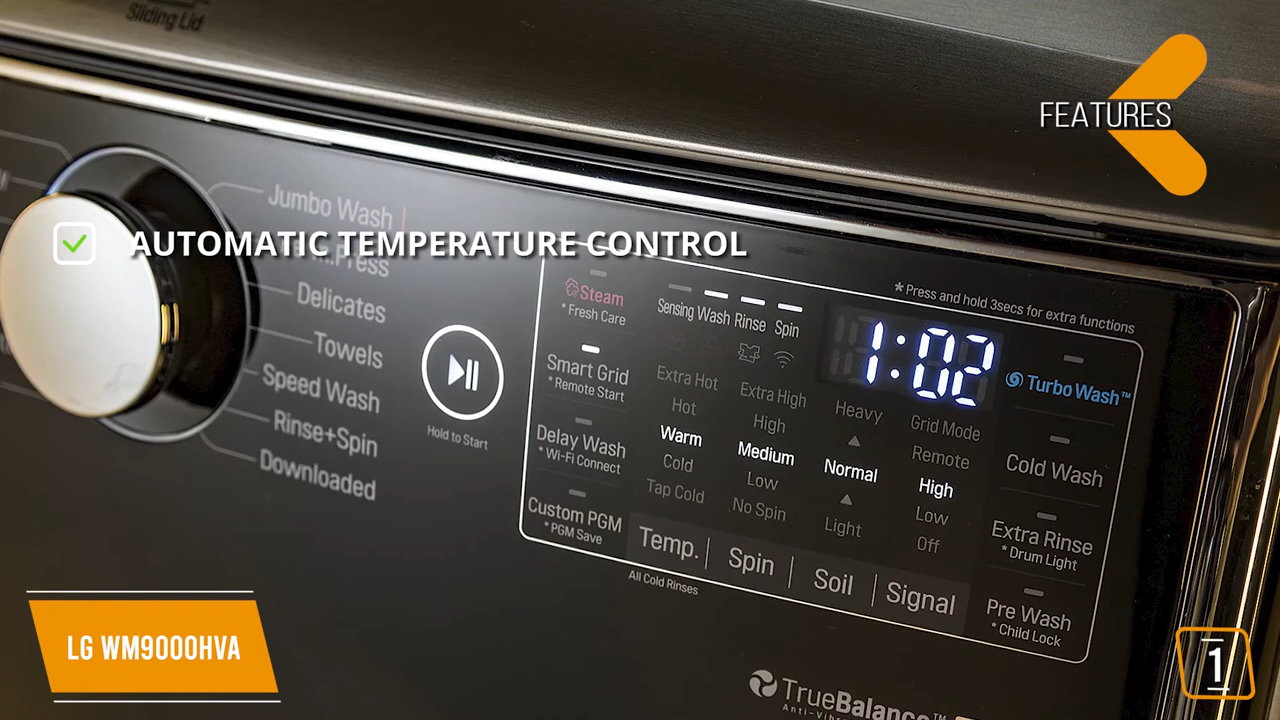 Sliding Lid
FEATURES
Jumbo Wash
AUTOMATIC TEMPERATURE CONTROL
Delicates
Towels
Speed Wash
Rinse+Spin
Downloaded
Hold to Start
* Press and hold 3secs for extra functions
Steam
* Fresh Care
Smart Grid
* Remote Start
Delay Wash
* Wi-Fi Connect
Custom PGM
* PGM Save
Sensing Wash Rinse Spin
1:02
Extra Hot
Hot
Warm
Cold
Tap Cold
Extra High
High
Medium
Low
No Spin
Heavy
Normal
Light
Grid Mode
Remote
High
Low
Off
Temp. | Spin | Soil | Signal
All Cold Rinses
Turbo Wash™
Cold Wash
Extra Rinse
* Drum Light
Pre Wash
* Child Lock
LG WM9000HVA
TrueBalance™
1